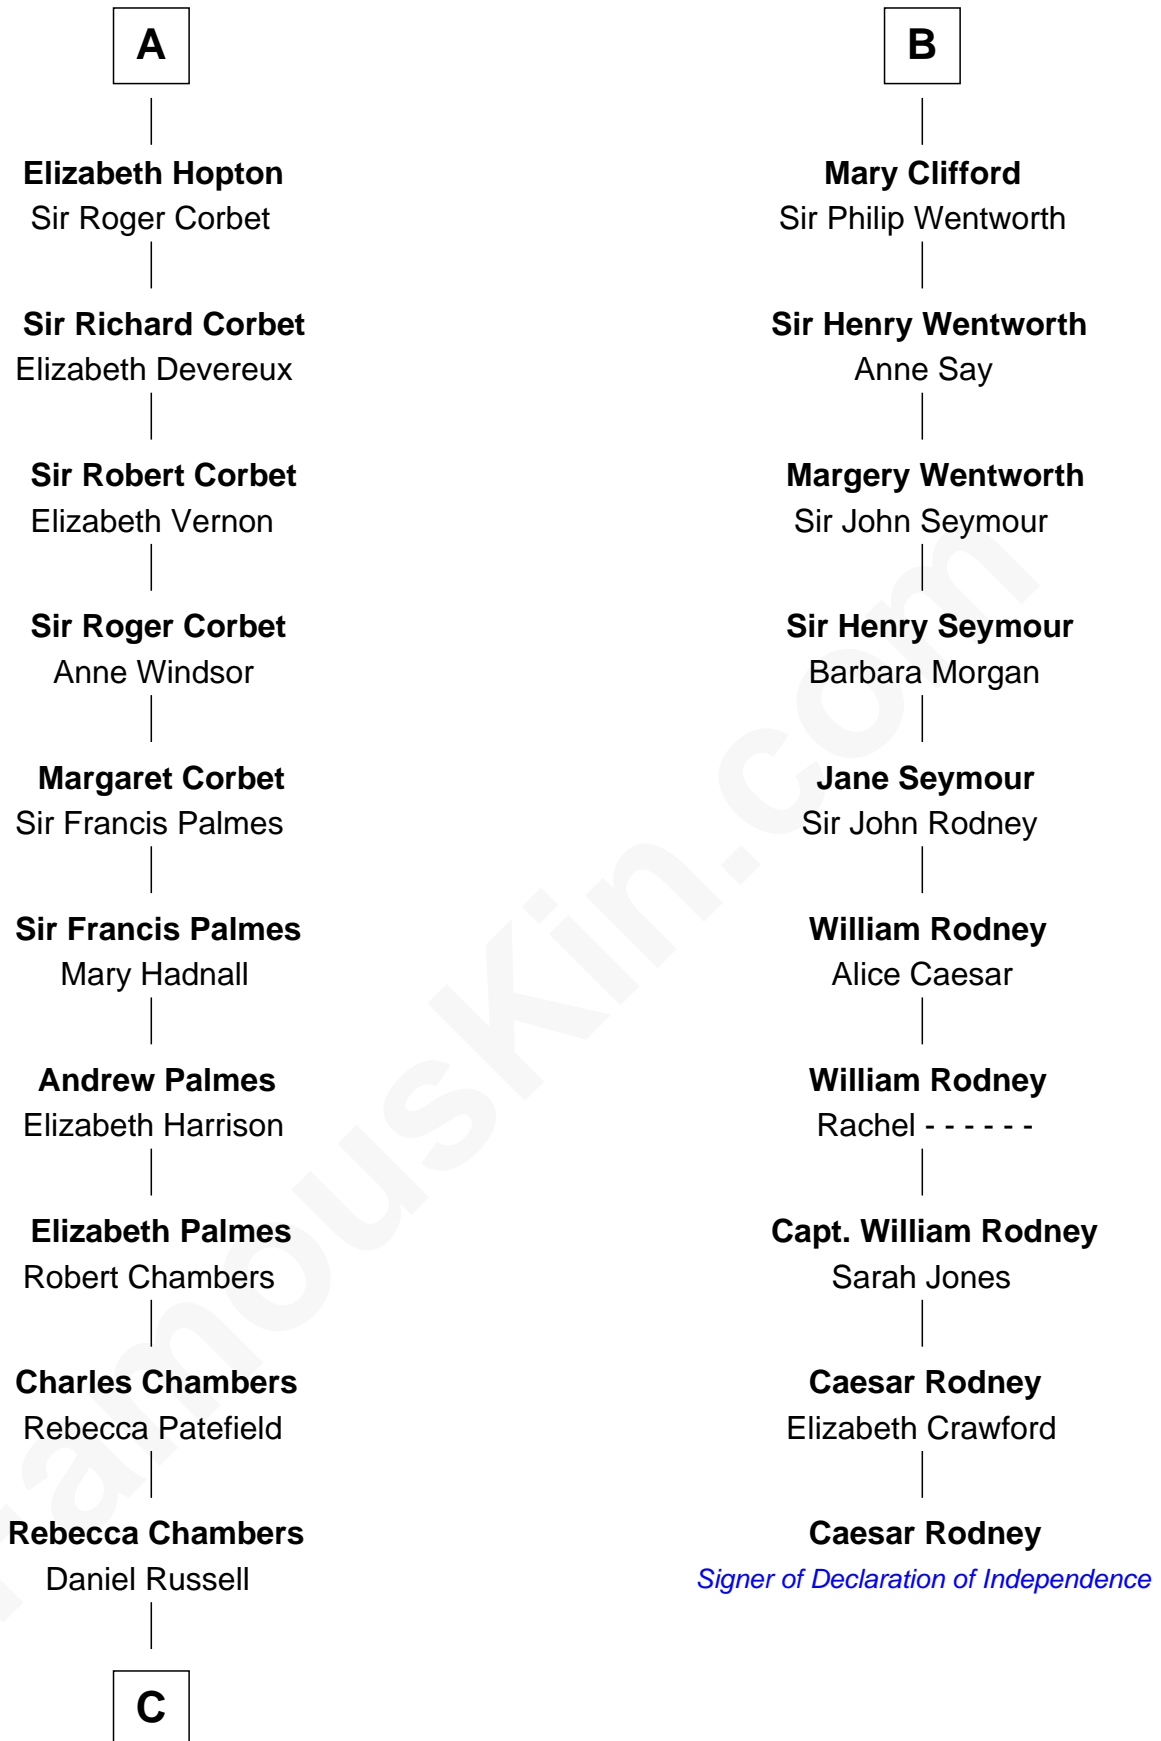 A
Elizabeth Hopton
Sir Roger Corbet
Sir Richard Corbet
Elizabeth Devereux
Sir Robert Corbet
Elizabeth Vernon
Sir Roger Corbet
Anne Windsor
Margaret Corbet
Sir Francis Palmes
Sir Francis Palmes
Mary Hadnall
Andrew Palmes
Elizabeth Harrison
Elizabeth Palmes
Robert Chambers
Charles Chambers
Rebecca Patefield
Rebecca Chambers
Daniel Russell
C
B
Mary Clifford
Sir Philip Wentworth
Sir Henry Wentworth
Anne Say
Margery Wentworth
Sir John Seymour
Sir Henry Seymour
Barbara Morgan
Jane Seymour
Sir John Rodney
William Rodney
Alice Caesar
William Rodney
Rachel - - - - - -
Capt. William Rodney
Sarah Jones
Caesar Rodney
Elizabeth Crawford
Caesar Rodney
Signer of Declaration of Independence
FamousKin.com